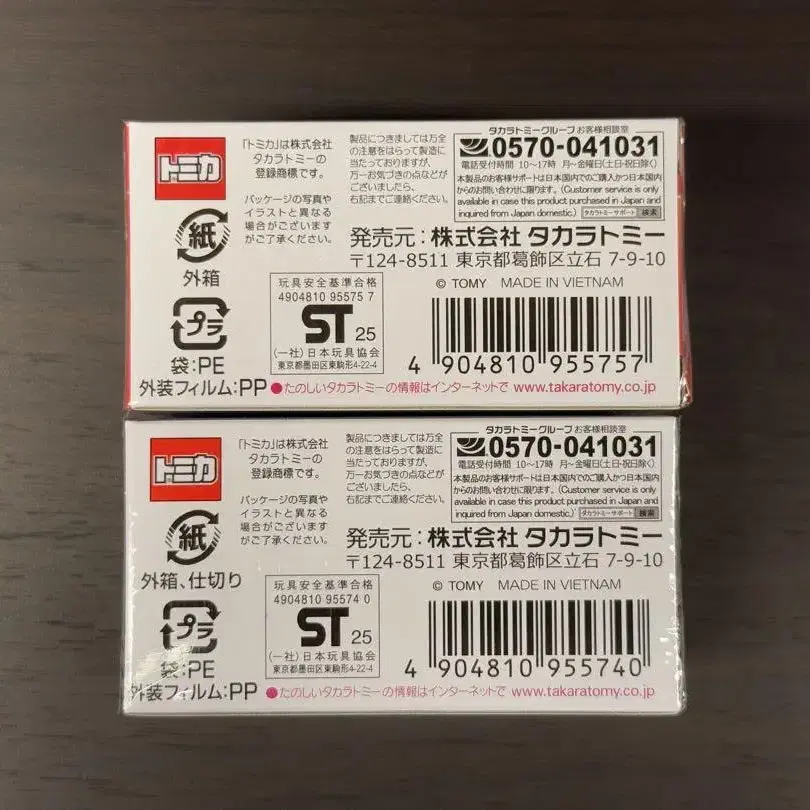 トミカ
「トミカ」は株式会社
タカラトミーの
登録商標です。
パッケージの写真や
イラストと異なる
場合がございます
がご了承ください。
製品につきましては万全
の注意をはらって製造に
当たっておりますが、
万一お気づきの点などが
ございましたら、
右記までご連絡ください。
タカラトミーグループ お客様相談室
0570-041031
電話受付時間 10〜17時 月〜金曜日(土日・祝日除く)
本製品のお客様サポートは日本国内でのご購入かつ日本国内
からのお問い合わせに限ります。(Customer service is only
available in case this product purchased in Japan and
inquired from Japan domestic.) タカラトミーサポート 検索
発売元:株式会社 タカラトミー
〒124-8511 東京都葛飾区立石 7-9-10
© TOMY MADE IN VIETNAM
紙
外箱
プラ
袋:PE
外装フィルム:PP
玩具安全基準合格
4904810 95575 7
ST 25
(一社)日本玩具協会
東京都墨田区東駒形4-22-4
4 904810 955757
●たのしいタカラトミーの情報はインターネットで www.takaratomy.co.jp
トミカ
「トミカ」は株式会社
タカラトミーの
登録商標です。
パッケージの写真や
イラストと異なる
場合がございます
がご了承ください。
製品につきましては万全
の注意をはらって製造に
当たっておりますが、
万一お気づきの点などが
ございましたら、
右記までご連絡ください。
タカラトミーグループ お客様相談室
0570-041031
電話受付時間 10〜17時 月〜金曜日(土日・祝日除く)
本製品のお客様サポートは日本国内でのご購入かつ日本国内
からのお問い合わせに限ります。(Customer service is only
available in case this product purchased in Japan and
inquired from Japan domestic.) タカラトミーサポート 検索
発売元:株式会社 タカラトミー
〒124-8511 東京都葛飾区立石 7-9-10
© TOMY MADE IN VIETNAM
紙
外箱、仕切り
プラ
袋:PE
外装フィルム:PP
玩具安全基準合格
4904810 95574 0
ST 25
(一社)日本玩具協会
東京都墨田区東駒形4-22-4
4 904810 955740
●たのしいタカラトミーの情報はインターネットで www.takaratomy.co.jp